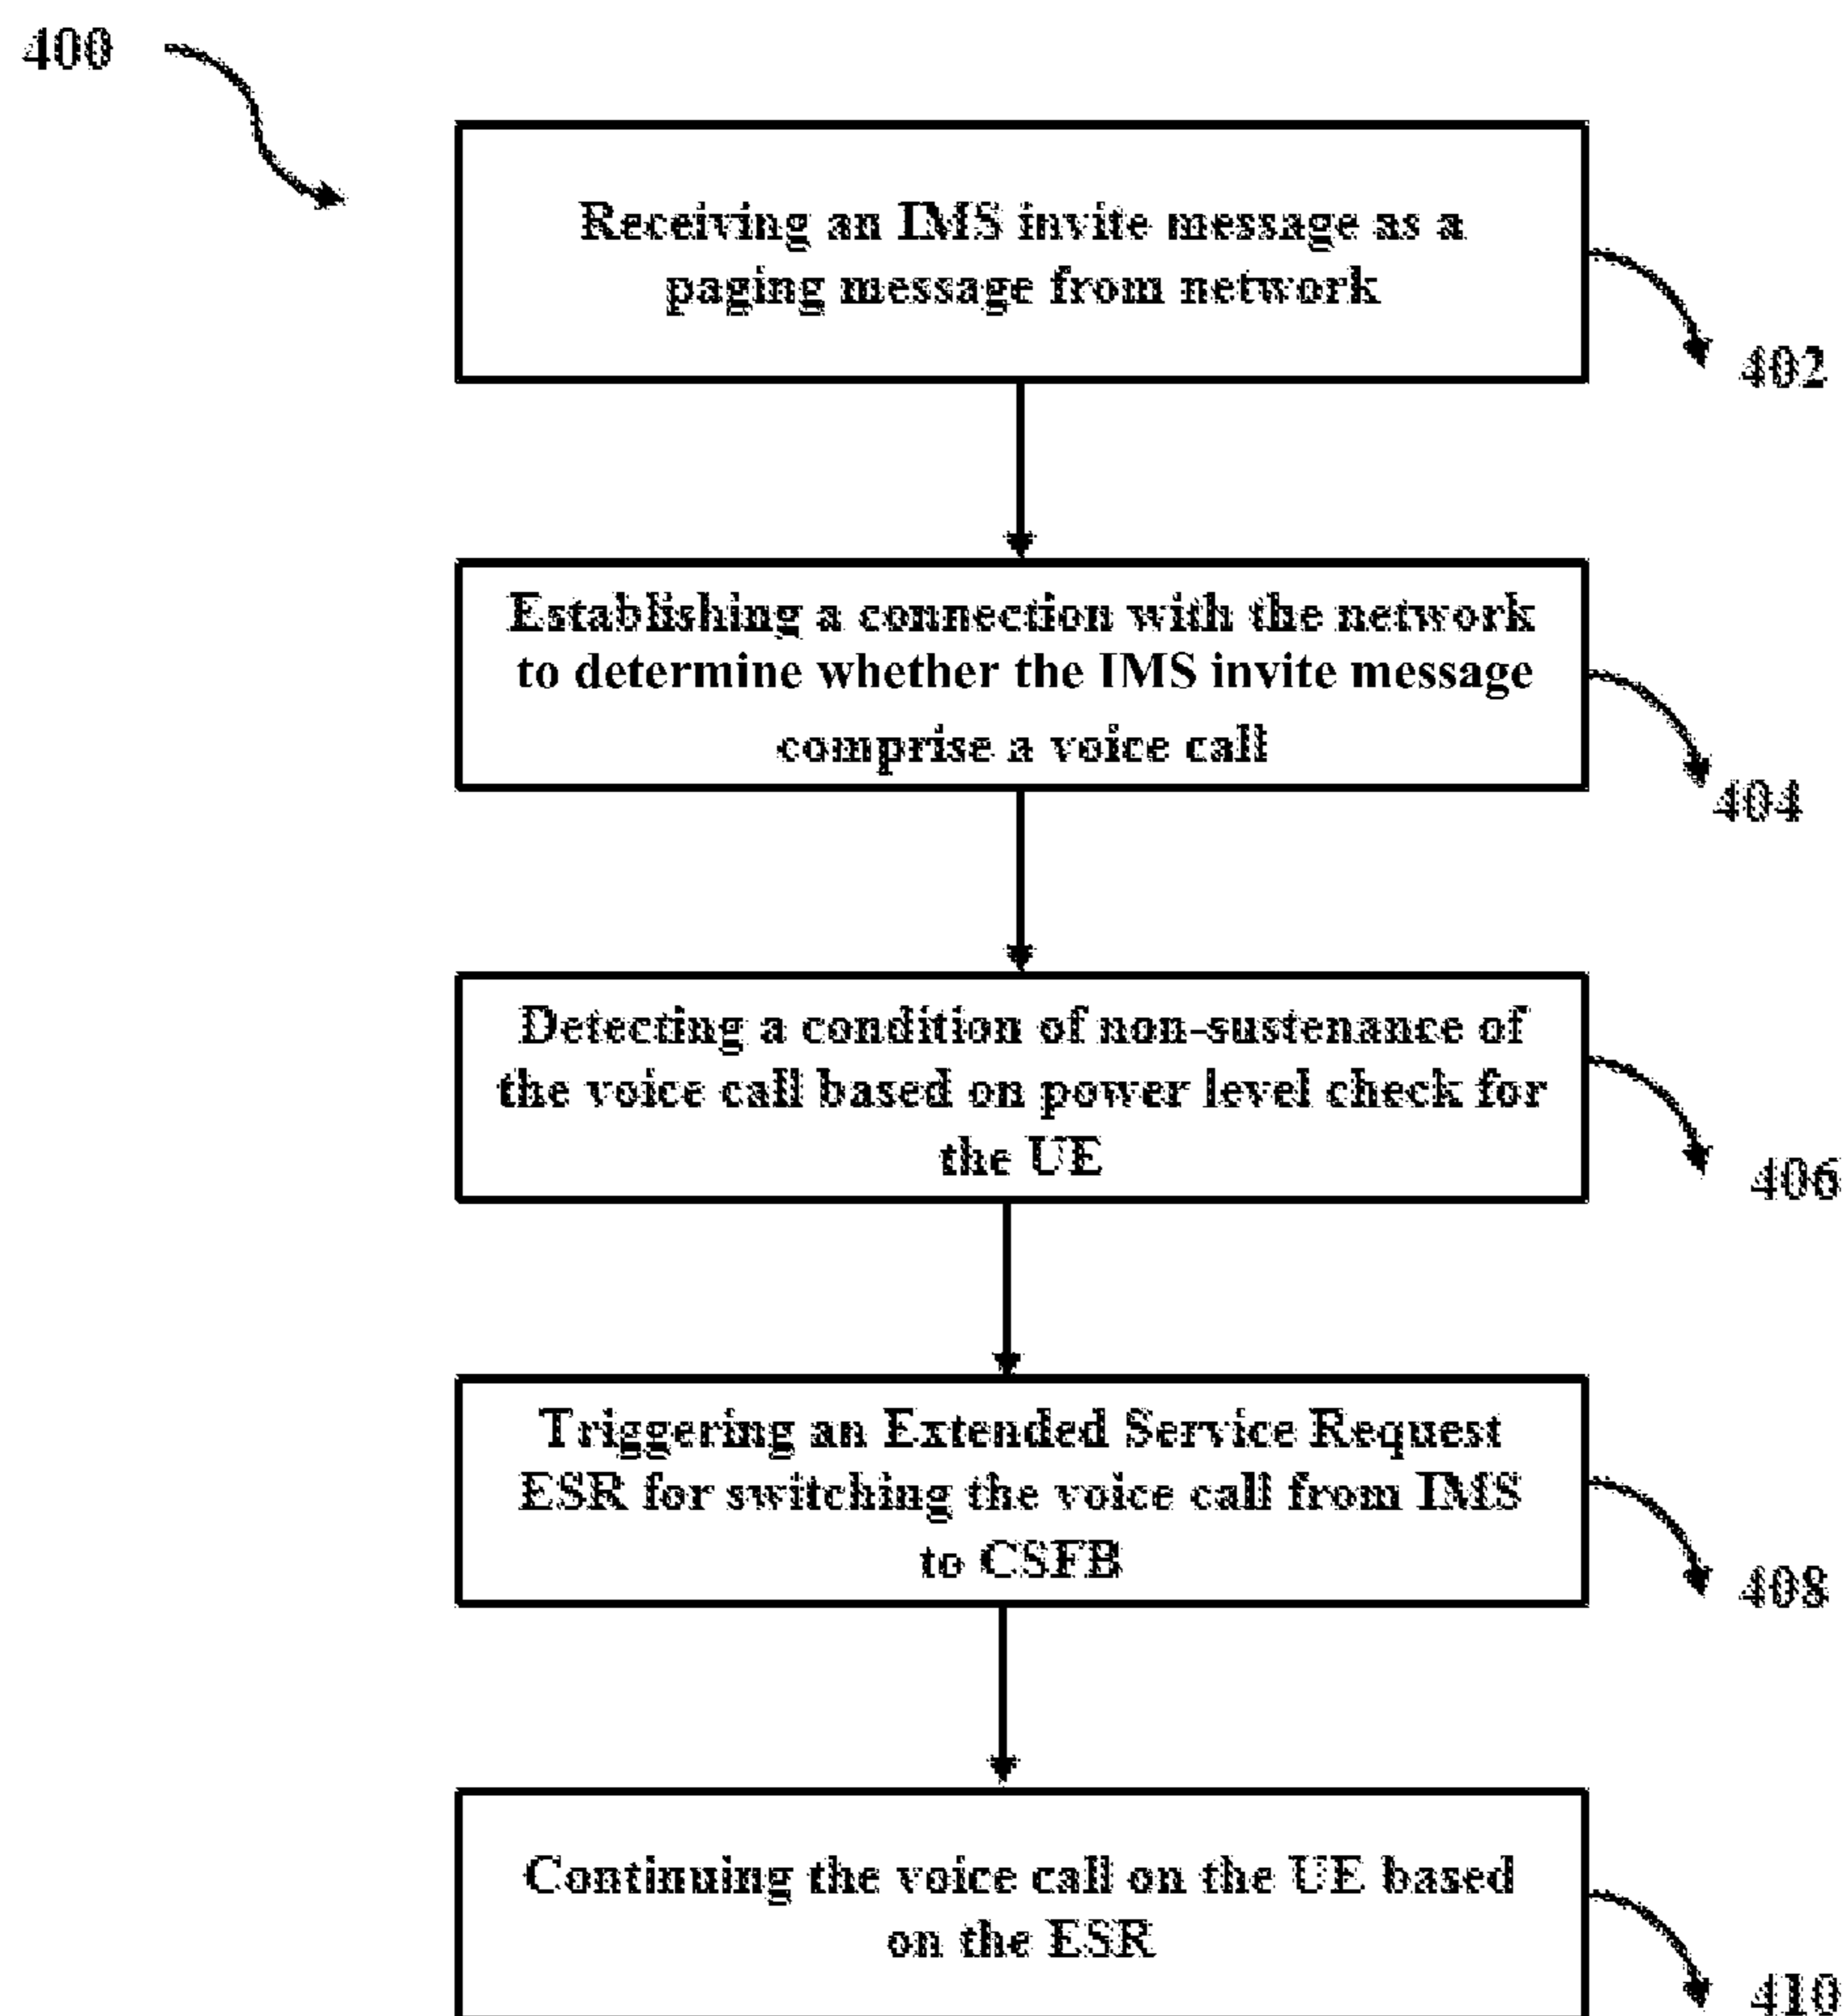 400
Receiving an IMS invite message as a
paging message from network
402
Establishing a connection with the network
to determine whether the IMS invite message
comprise a voice call
404
Detecting a condition of non-sustenance of
the voice call based on power level check for
the UE
406
Triggering an Extended Service Request
ESR for switching the voice call from IMS
to CSFB
408
Continuing the voice call on the UE based
on the ESR
410